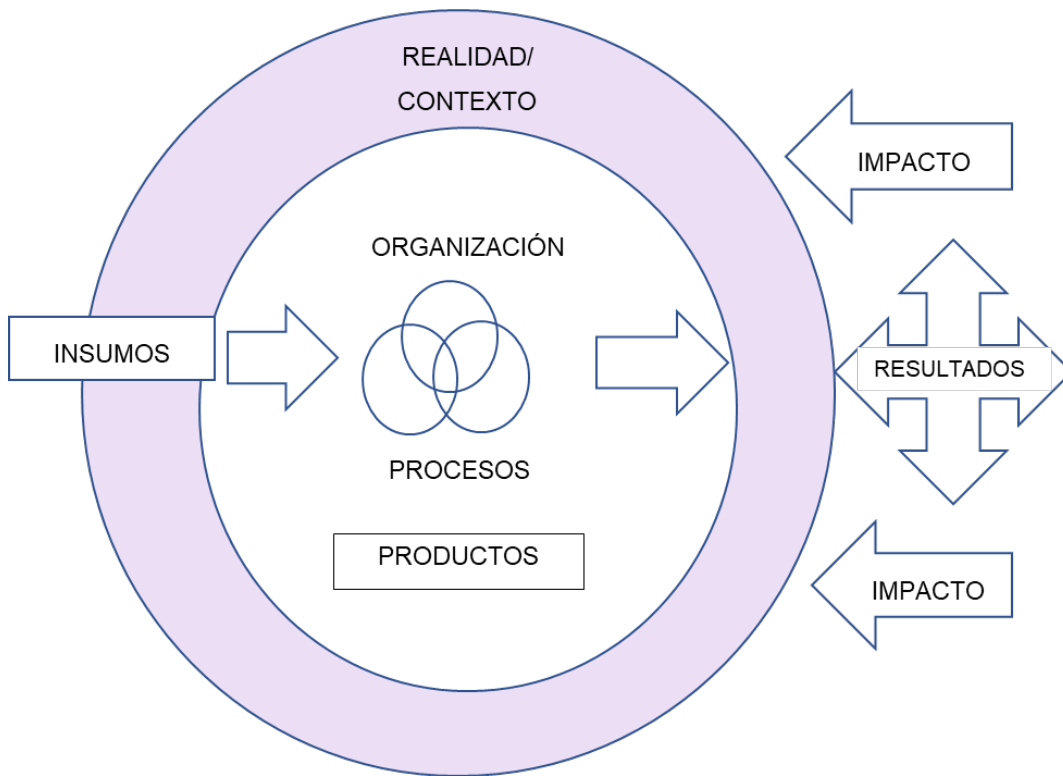 REALIDAD/
CONTEXTO
IMPACTO
ORGANIZACIÓN
INSUMOS
RESULTADOS
PROCESOS
PRODUCTOS
IMPACTO